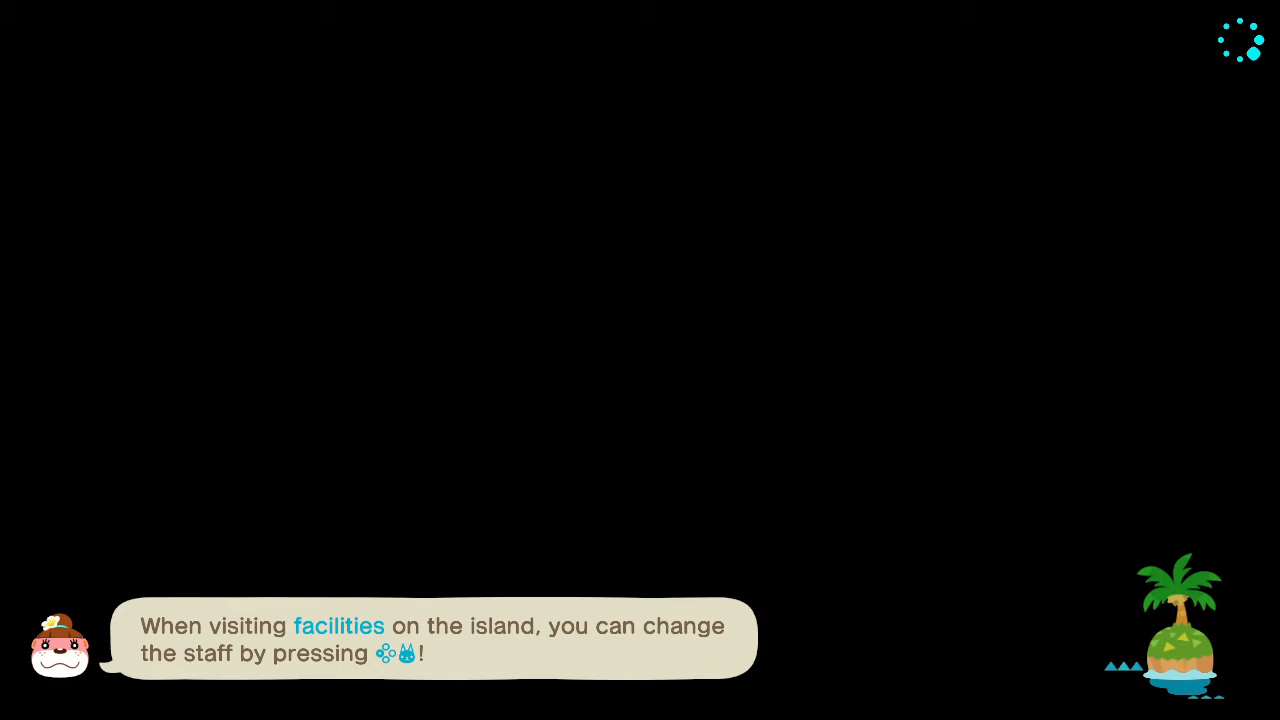 When visiting facilities on the island, you can change
the staff by pressing !